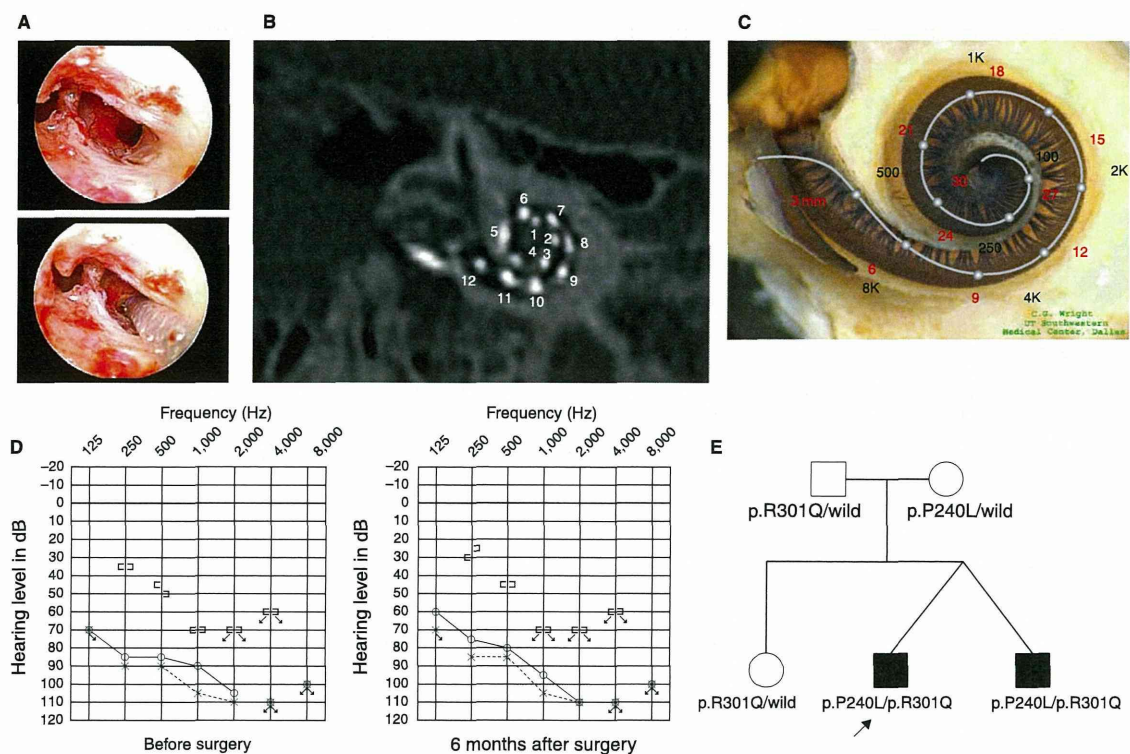 A
B
C
6
7
5
1
2
8
4
3
12
9
11
10
1K
18
21
15
500
100
2K
30
27
3 mm
24
250
12
6
8K
9
4K
C.G. Wright
UT Southwestern
Medical Center, Dallas
D
Frequency (Hz)
125
250
500
1,000
2,000
4,000
8,000
Hearing level in dB
–20
–10
0
10
20
30
40
50
60
70
80
90
100
110
120
Before surgery
Frequency (Hz)
125
250
500
1,000
2,000
4,000
8,000
Hearing level in dB
–20
–10
0
10
20
30
40
50
60
70
80
90
100
110
120
6 months after surgery
E
p.R301Q/wild
p.P240L/wild
p.R301Q/wild
p.P240L/p.R301Q
p.P240L/p.R301Q